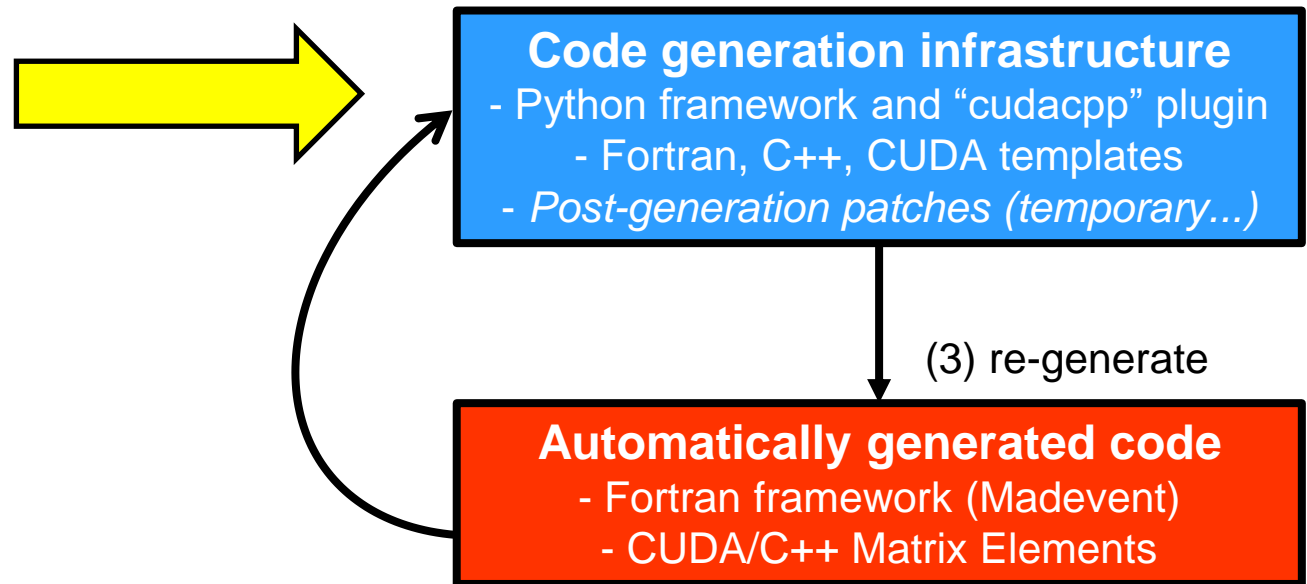 Code generation infrastructure
- Python framework and “cudacpp” plugin
- Fortran, C++, CUDA templates
- Post-generation patches (temporary...)
(3) re-generate
Automatically generated code
- Fortran framework (Madevent)
- CUDA/C++ Matrix Elements